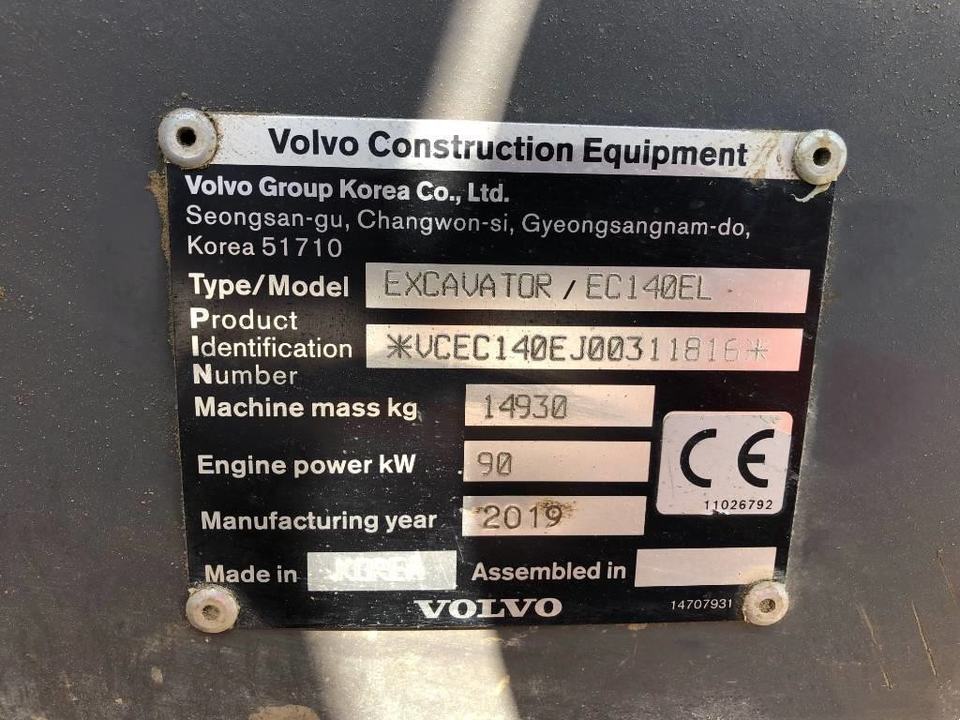 Volvo Construction Equipment
Volvo Group Korea Co., Ltd.
Seongsan-gu, Changwon-si, Gyeongsangnam-do,
Korea 51710
Type/Model EXCAVATOR / EC140EL
Product
Identification *VCEC140EJ00311816*
Number
Machine mass kg 14930
Engine power kW 90
Manufacturing year 2019
CE
11026792
Made in KOREA Assembled in
VOLVO 14707931